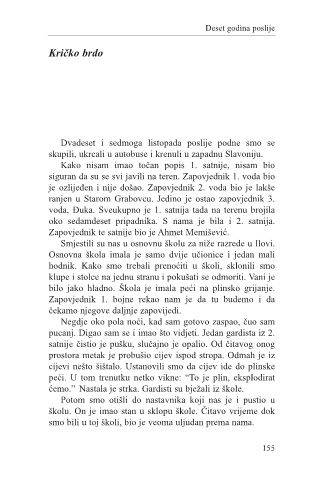 Deset godina poslije
Kričko brdo
Dvadeset i sedmoga listopada poslije podne smo se
skupili, ukrcali u autobuse i krenuli u zapadnu Slavoniju.
Kako nisam imao točan popis 1. satnije, nisam bio
siguran da su se svi javili na teren. Zapovjednik 1. voda bio
je ozlijeđen i nije došao. Zapovjednik 2. voda bio je lakše
ranjen u Starom Grabovcu. Jedino je ostao zapovjednik 3.
voda, Đuka. Sveukupno je 1. satnija tada na terenu brojila
oko sedamdeset pripadnika. S nama je bila i 2. satnija.
Zapovjednik te satnije bio je Ahmet Memišević.
Smjestili su nas u osnovnu školu za niže razrede u Ilovi.
Osnovna škola imala je samo dvije učionice i jedan mali
hodnik. Kako smo trebali prenoćiti u školi, sklonili smo
klupe i stolce na jednu stranu i pokušati se odmoriti. Vani je
bilo jako hladno. Škola je imala peći na plinsko grijanje.
Zapovjednik 1. bojne rekao nam je da tu budemo i da
čekamo njegove daljnje zapovijedi.
Negdje oko pola noći, kad sam gotovo zaspao, čuo sam
pucanj. Digao sam se i imao što vidjeti. Jedan gardist iz 2.
satnije čistio je pušku, slučajno je opalio. Od čitavog onog
prostora metak je probušio cijev ispod stropa. Odmah je iz
cijevi nešto šištalo. Ustanovili smo da cijev ide do plinske
peći. U tom trenutku netko vikne: “To je plin, eksplodirat
ćemo.” Nastala je strka. Gardisti su bježali iz škole.
Potom smo otišli do nastavnika koji nas je i pustio u
školu. On je imao stan u sklopu škole. Čitavo vrijeme dok
smo bili u toj školi, bio je veoma uljudan prema nama.
155